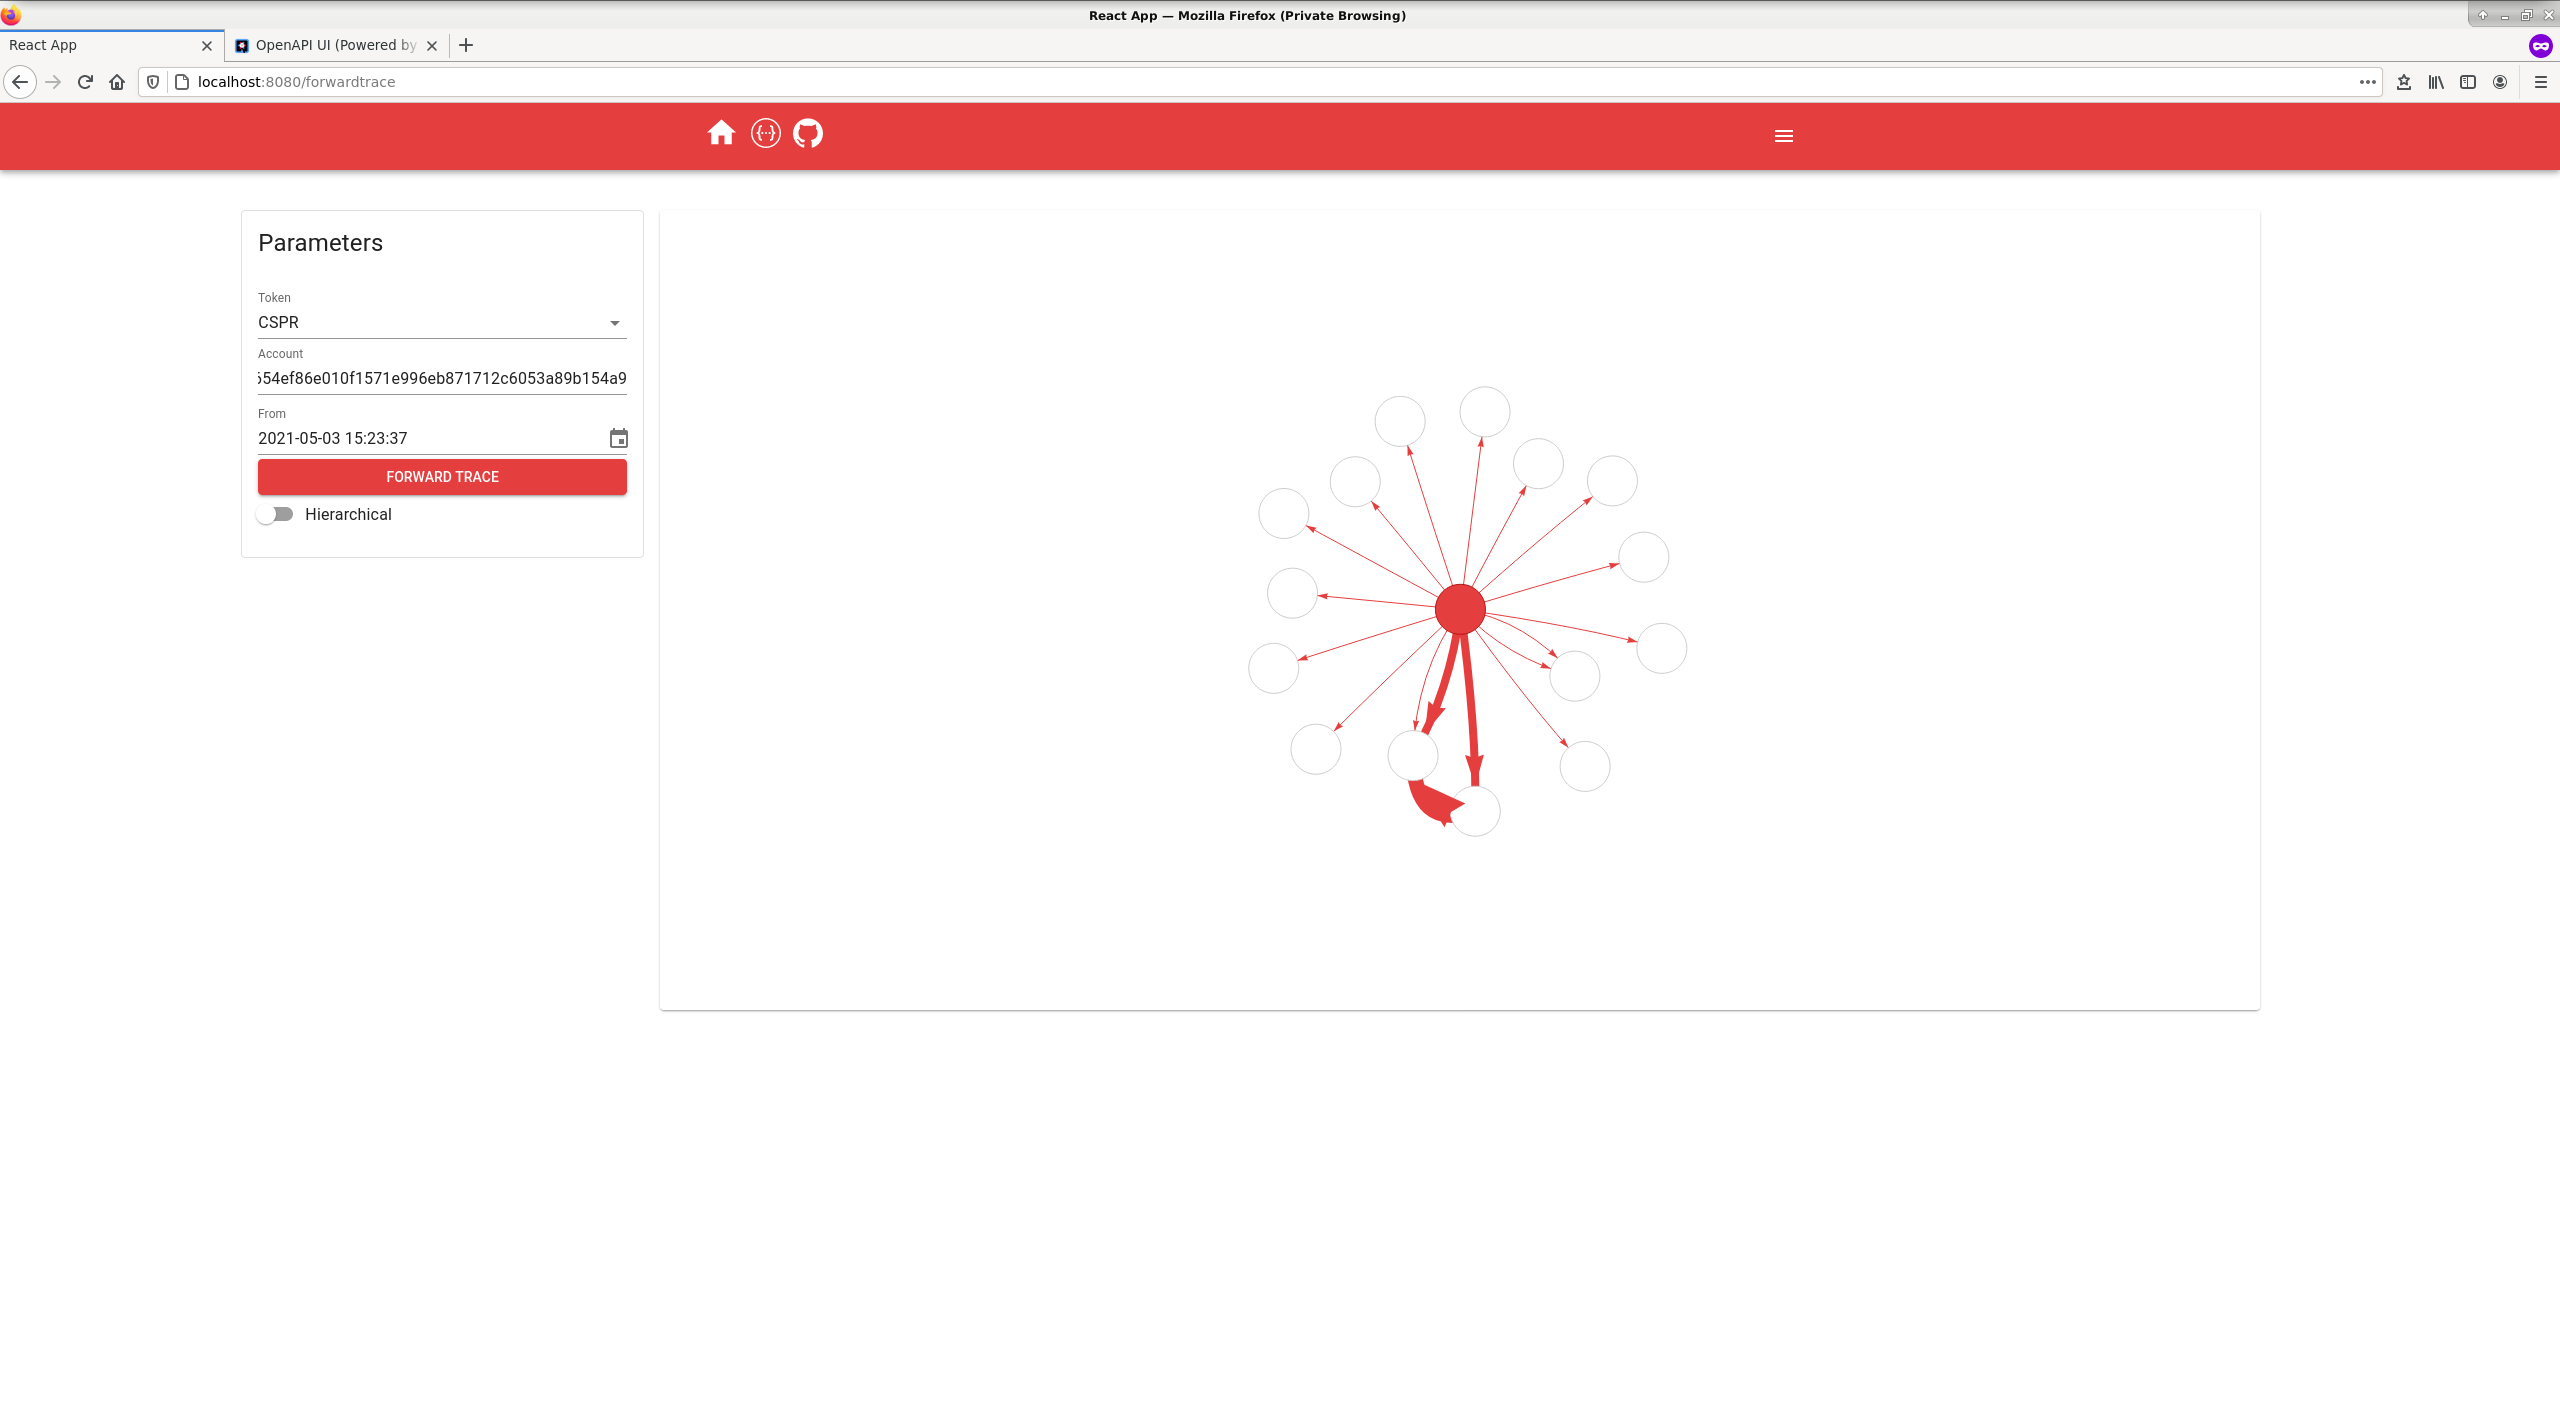 React App — Mozilla Firefox (Private Browsing)
React App
OpenAPI UI (Powered by
localhost:8080/forwardtrace
{···}
Parameters
Token
CSPR
Account
54ef86e010f1571e996eb871712c6053a89b154a9
From
2021-05-03 15:23:37
FORWARD TRACE
Hierarchical